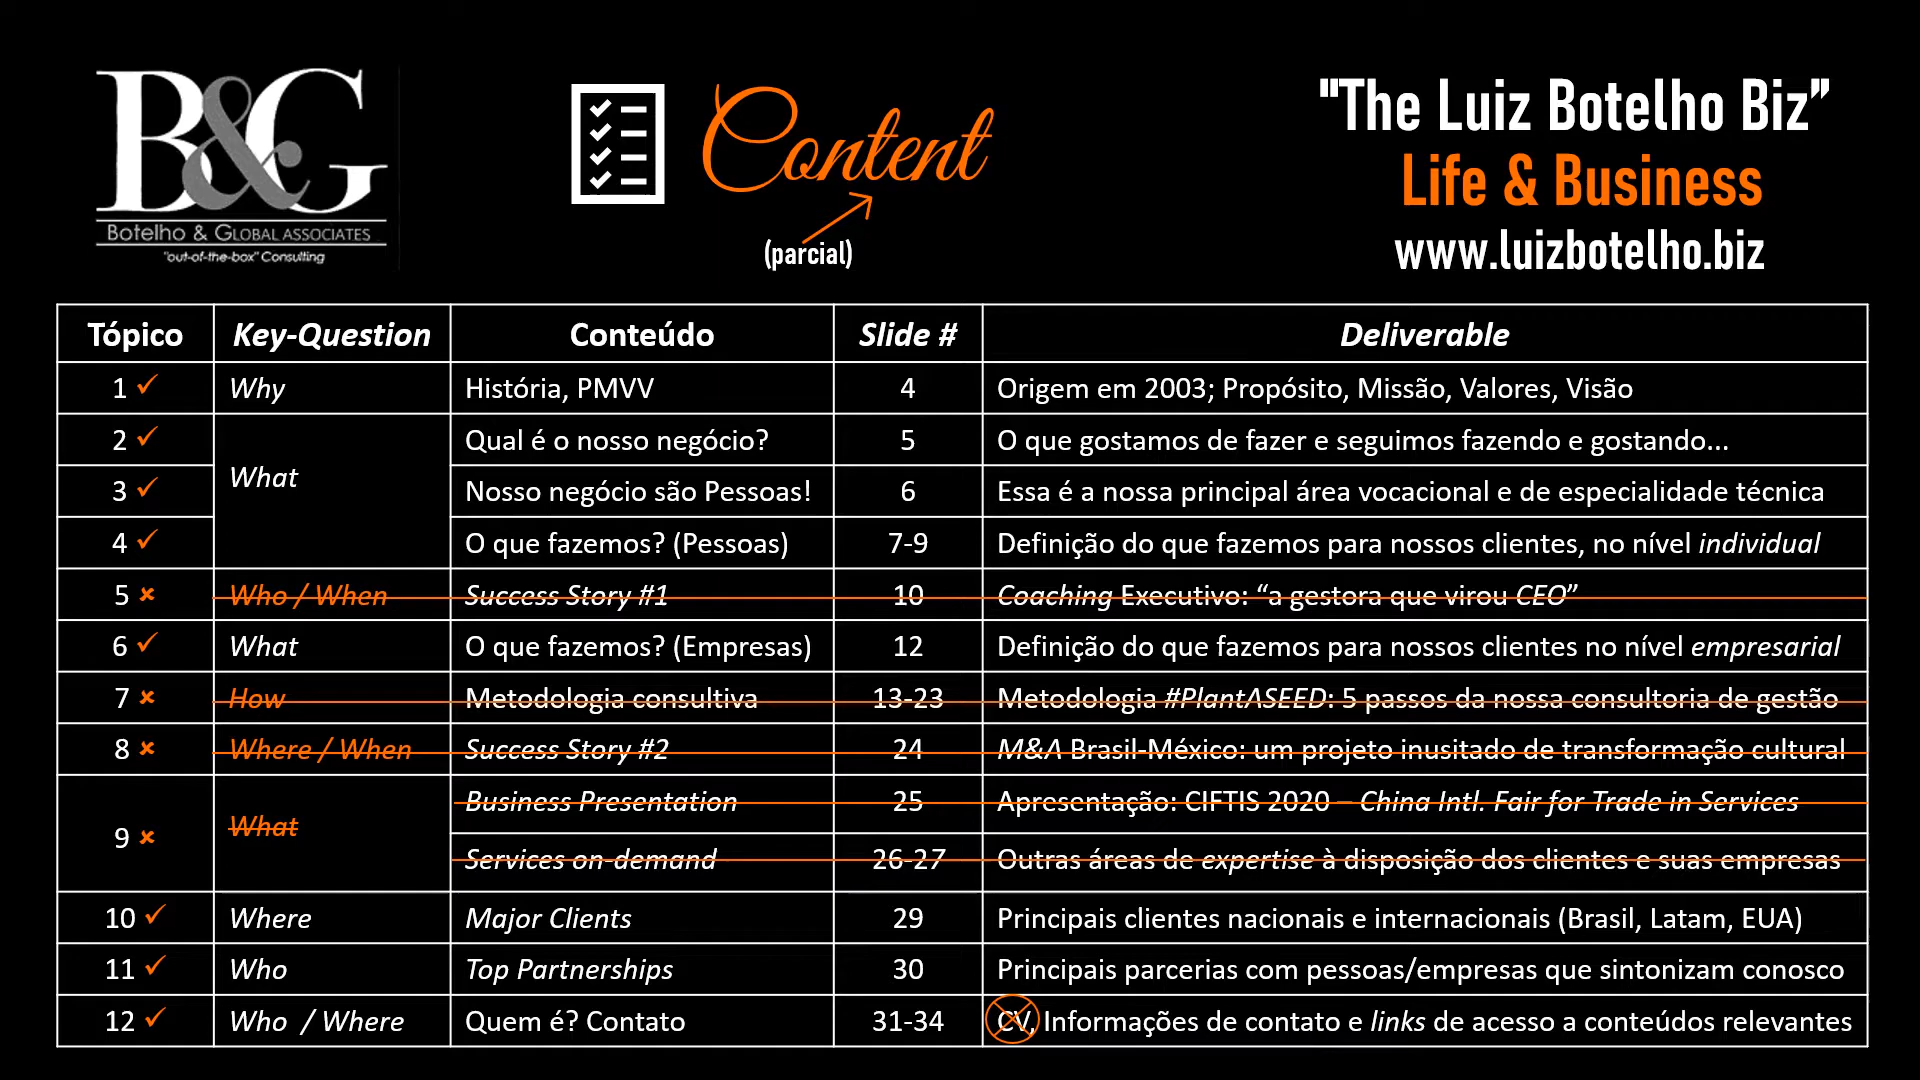 B&G
Botelho & Global Associates
"out-of-the-box" Consulting
Content
(parcial)
"The Luiz Botelho Biz”
Life & Business
www.luizbotelho.biz
Tópico Key-Question Conteúdo Slide # Deliverable
1 ✓ Why História, PMVV 4 Origem em 2003; Propósito, Missão, Valores, Visão
2 ✓ What Qual é o nosso negócio? 5 O que gostamos de fazer e seguimos fazendo e gostando...
3 ✓ Nosso negócio são Pessoas! 6 Essa é a nossa principal área vocacional e de especialidade técnica
4 ✓ O que fazemos? (Pessoas) 7-9 Definição do que fazemos para nossos clientes, no nível individual
5 ✘ Who / When Success Story #1 10 Coaching Executivo: “a gestora que virou CEO”
6 ✓ What O que fazemos? (Empresas) 12 Definição do que fazemos para nossos clientes no nível empresarial
7 ✘ How Metodologia consultiva 13-23 Metodologia #PlantASEED: 5 passos da nossa consultoria de gestão
8 ✘ Where / When Success Story #2 24 M&A Brasil-México: um projeto inusitado de transformação cultural
9 ✘ What Business Presentation 25 Apresentação: CIFTIS 2020 – China Intl. Fair for Trade in Services
Services on-demand 26-27 Outras áreas de expertise à disposição dos clientes e suas empresas
10 ✓ Where Major Clients 29 Principais clientes nacionais e internacionais (Brasil, Latam, EUA)
11 ✓ Who Top Partnerships 30 Principais parcerias com pessoas/empresas que sintonizam conosco
12 ✓ Who / Where Quem é? Contato 31-34 CV, Informações de contato e links de acesso a conteúdos relevantes